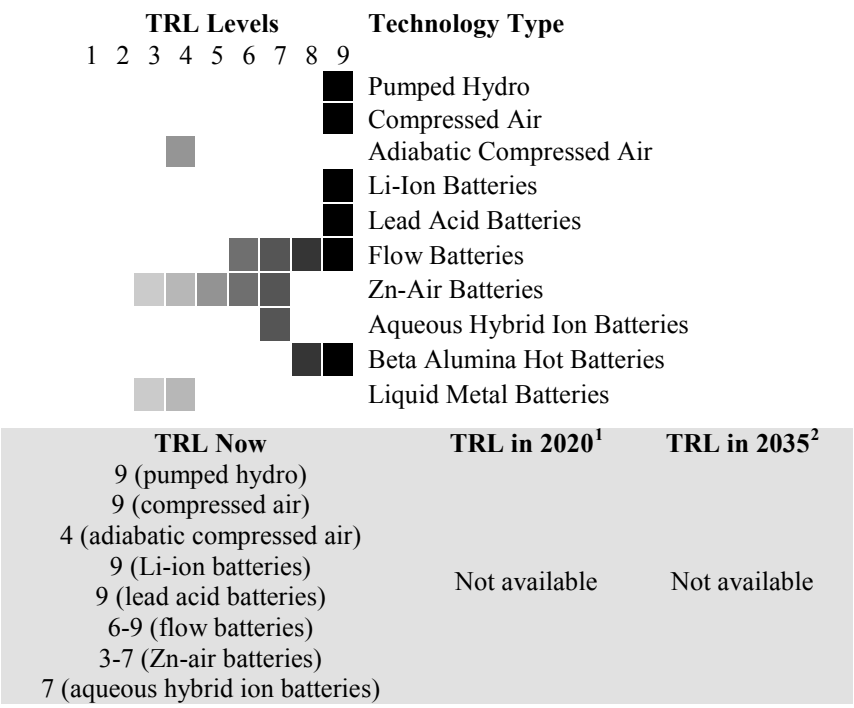 TRL Levels Technology Type
1 2 3 4 5 6 7 8 9
Pumped Hydro
Compressed Air
Adiabatic Compressed Air
Li-Ion Batteries
Lead Acid Batteries
Flow Batteries
Zn-Air Batteries
Aqueous Hybrid Ion Batteries
Beta Alumina Hot Batteries
Liquid Metal Batteries
TRL Now TRL in 2020¹ TRL in 2035²
9 (pumped hydro)
9 (compressed air)
4 (adiabatic compressed air)
9 (Li-ion batteries)
9 (lead acid batteries)
Not available Not available
6-9 (flow batteries)
3-7 (Zn-air batteries)
7 (aqueous hybrid ion batteries)